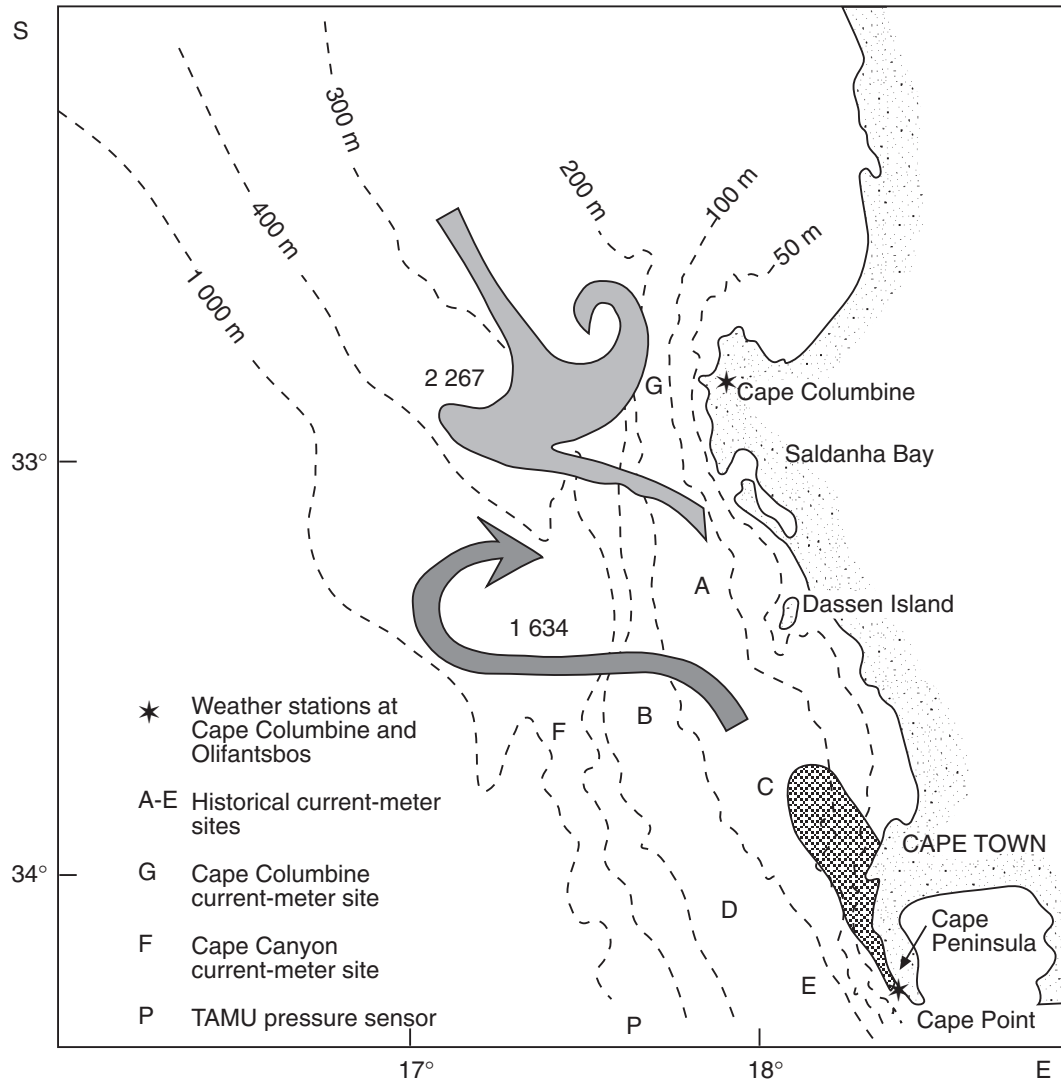 S
300 m
200 m
100 m
50 m
400 m
1 000 m
2 267
G
Cape Columbine
33°
Saldanha Bay
A
Dassen Island
1 634
B
F
C
CAPE TOWN
34°
D
Cape
Peninsula
E
P
Cape Point
Weather stations at
Cape Columbine and
Olifantsbos
A-E Historical current-meter
sites
G Cape Columbine
current-meter site
F Cape Canyon
current-meter site
P TAMU pressure sensor
17°
18°
E